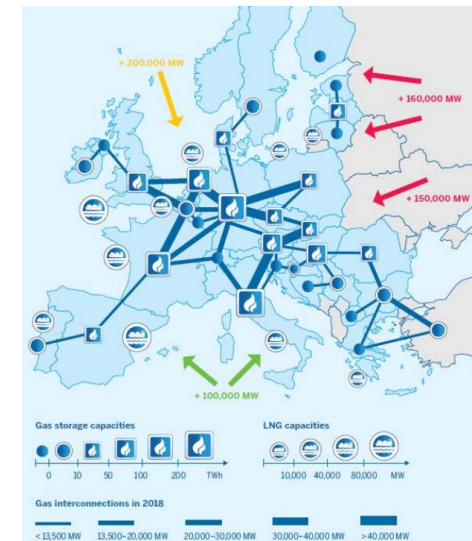 + 200,000 MW
+ 160,000 MW
+ 150,000 MW
+ 100,000 MW
Gas storage capacities
LNG capacities
0 10 50 100 200 TWh
10,000 40,000 80,000 MW
Gas interconnections in 2018
<13,500 MW 13,500–20,000 MW 20,000–30,000 MW 30,000–40,000 MW >40,000 MW